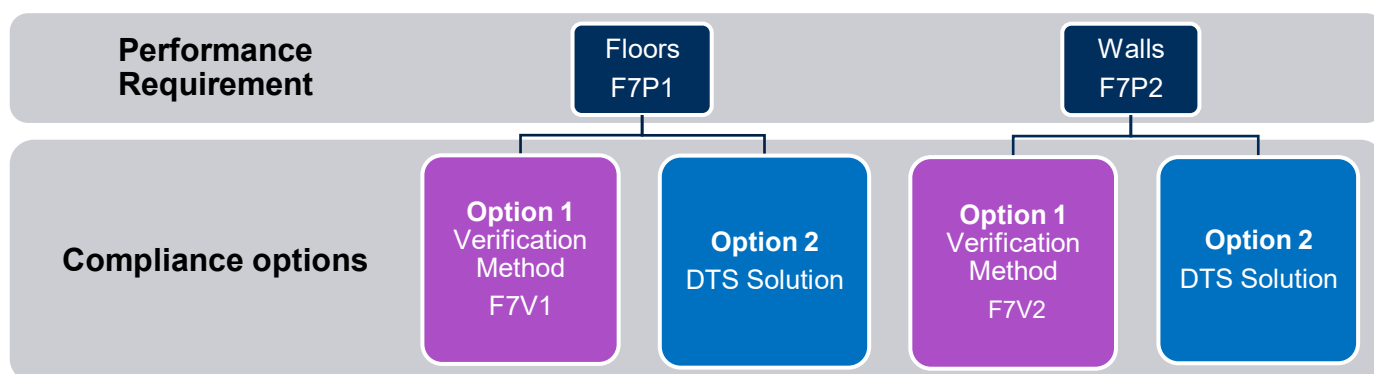 Performance
Requirement
Floors
F7P1
Walls
F7P2
Compliance options
Option 1
Verification
Method
F7V1
Option 2
DTS Solution
Option 1
Verification
Method
F7V2
Option 2
DTS Solution